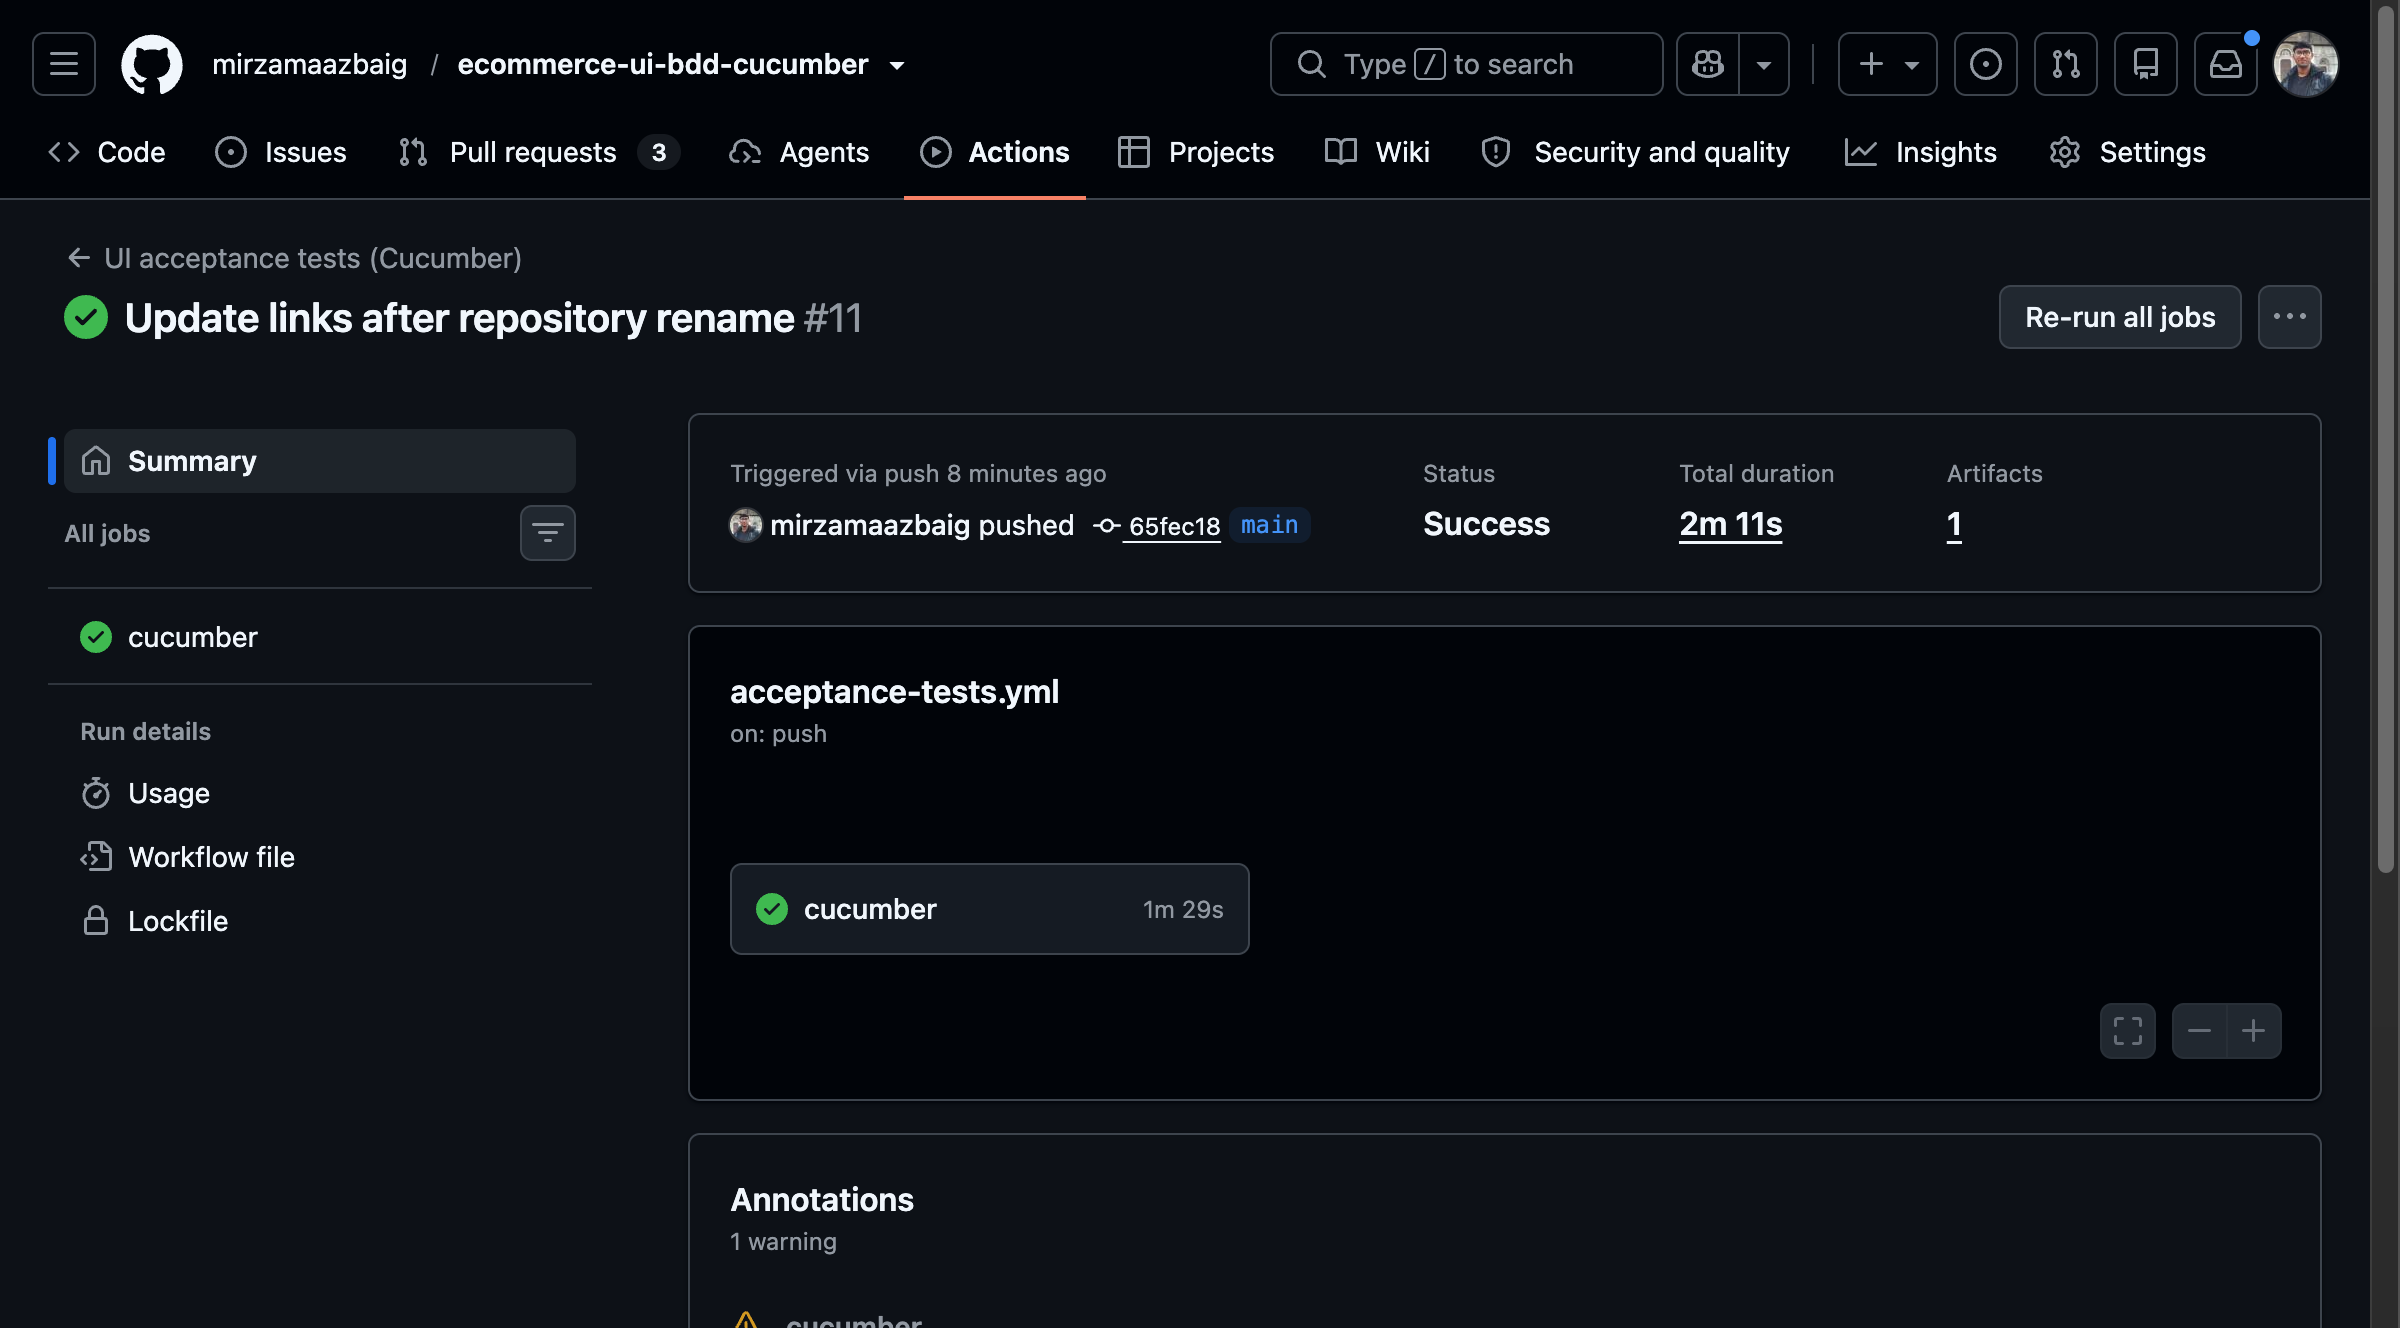 mirzamaazbaig / ecommerce-ui-bdd-cucumber
Type / to search
Code
Issues
Pull requests 3
Agents
Actions
Projects
Wiki
Security and quality
Insights
Settings
UI acceptance tests (Cucumber)
Update links after repository rename #11
Re-run all jobs
Summary
All jobs
cucumber
Run details
Usage
Workflow file
Lockfile
Triggered via push 8 minutes ago
mirzamaazbaig pushed 65fec18 main
Status
Success
Total duration
2m 11s
Artifacts
1
acceptance-tests.yml
on: push
cucumber 1m 29s
Annotations
1 warning
cucumber